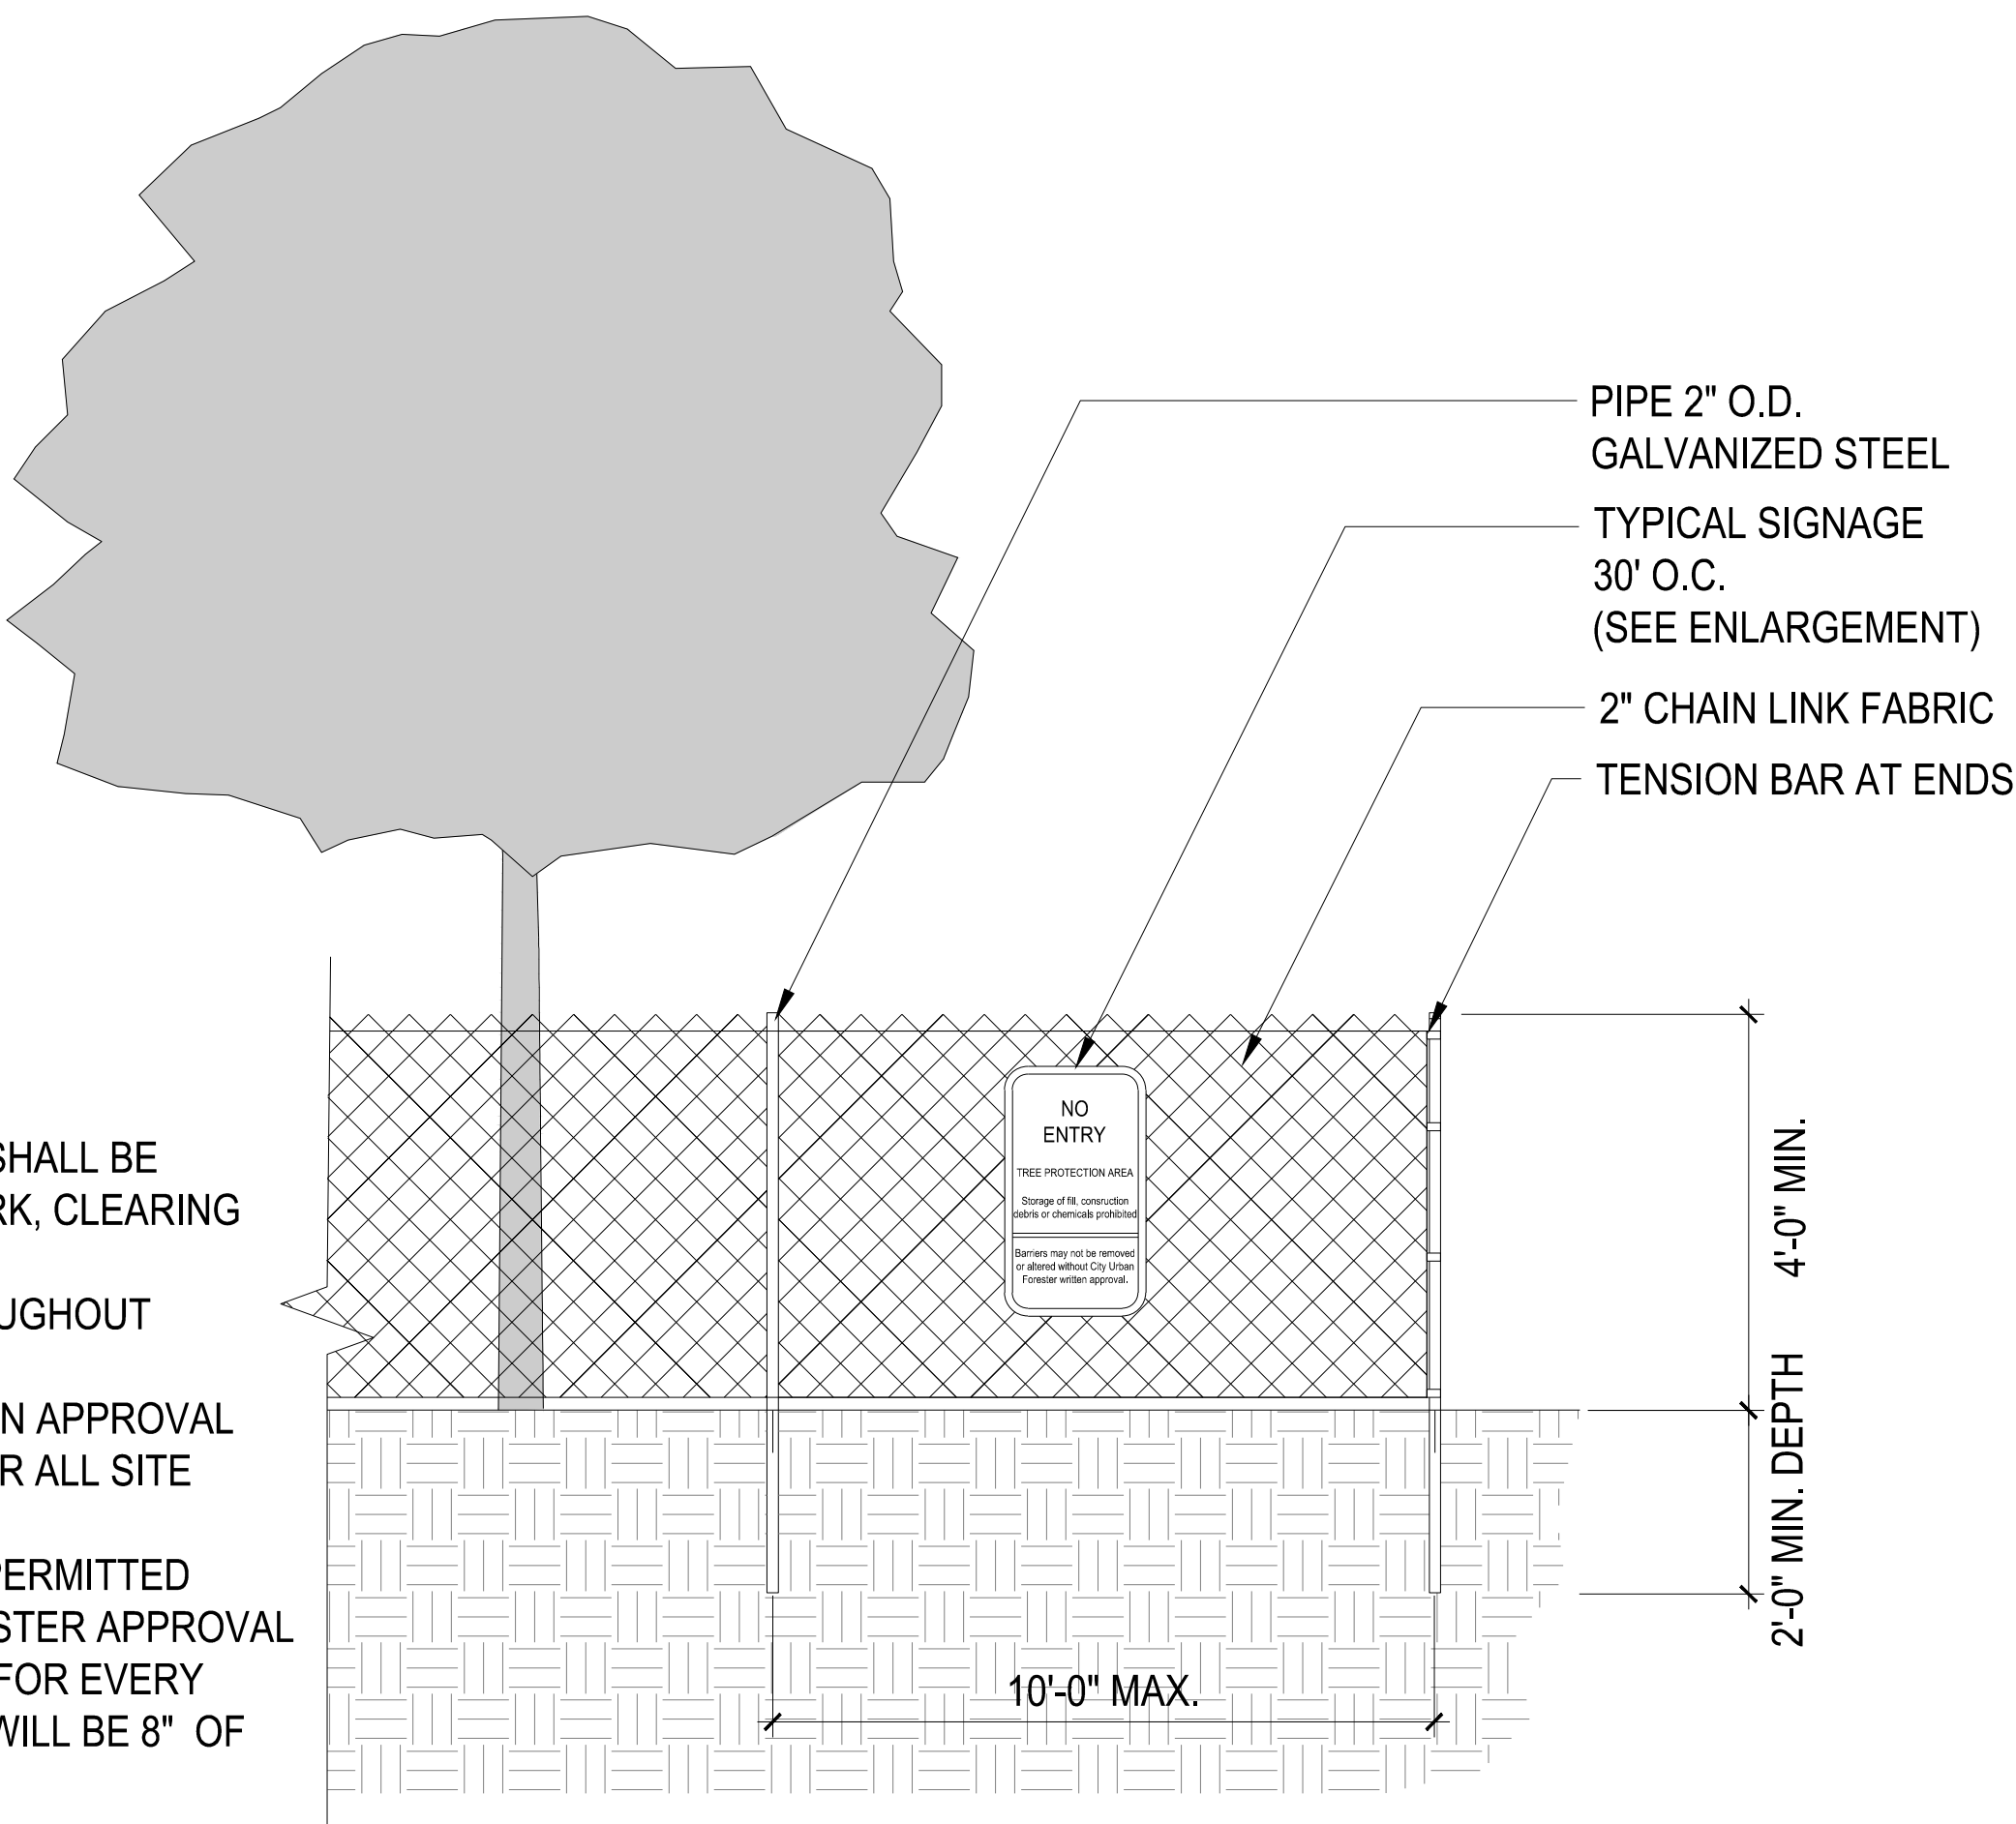 PIPE 2" O.D.
GALVANIZED STEEL
TYPICAL SIGNAGE
30' O.C.
(SEE ENLARGEMENT)
2" CHAIN LINK FABRIC
TENSION BAR AT ENDS
NO
ENTRY
TREE PROTECTION AREA
Storage of fill, consruction
debris or chemicals prohibited
Barriers may not be removed
or altered without City Urban
Forester written approval.
4'-0" MIN.
2'-0" MIN. DEPTH
10'-0" MAX.
SHALL BE
RK, CLEARING
UGHOUT
N APPROVAL
R ALL SITE
PERMITTED
STER APPROVAL
FOR EVERY
WILL BE 8" OF